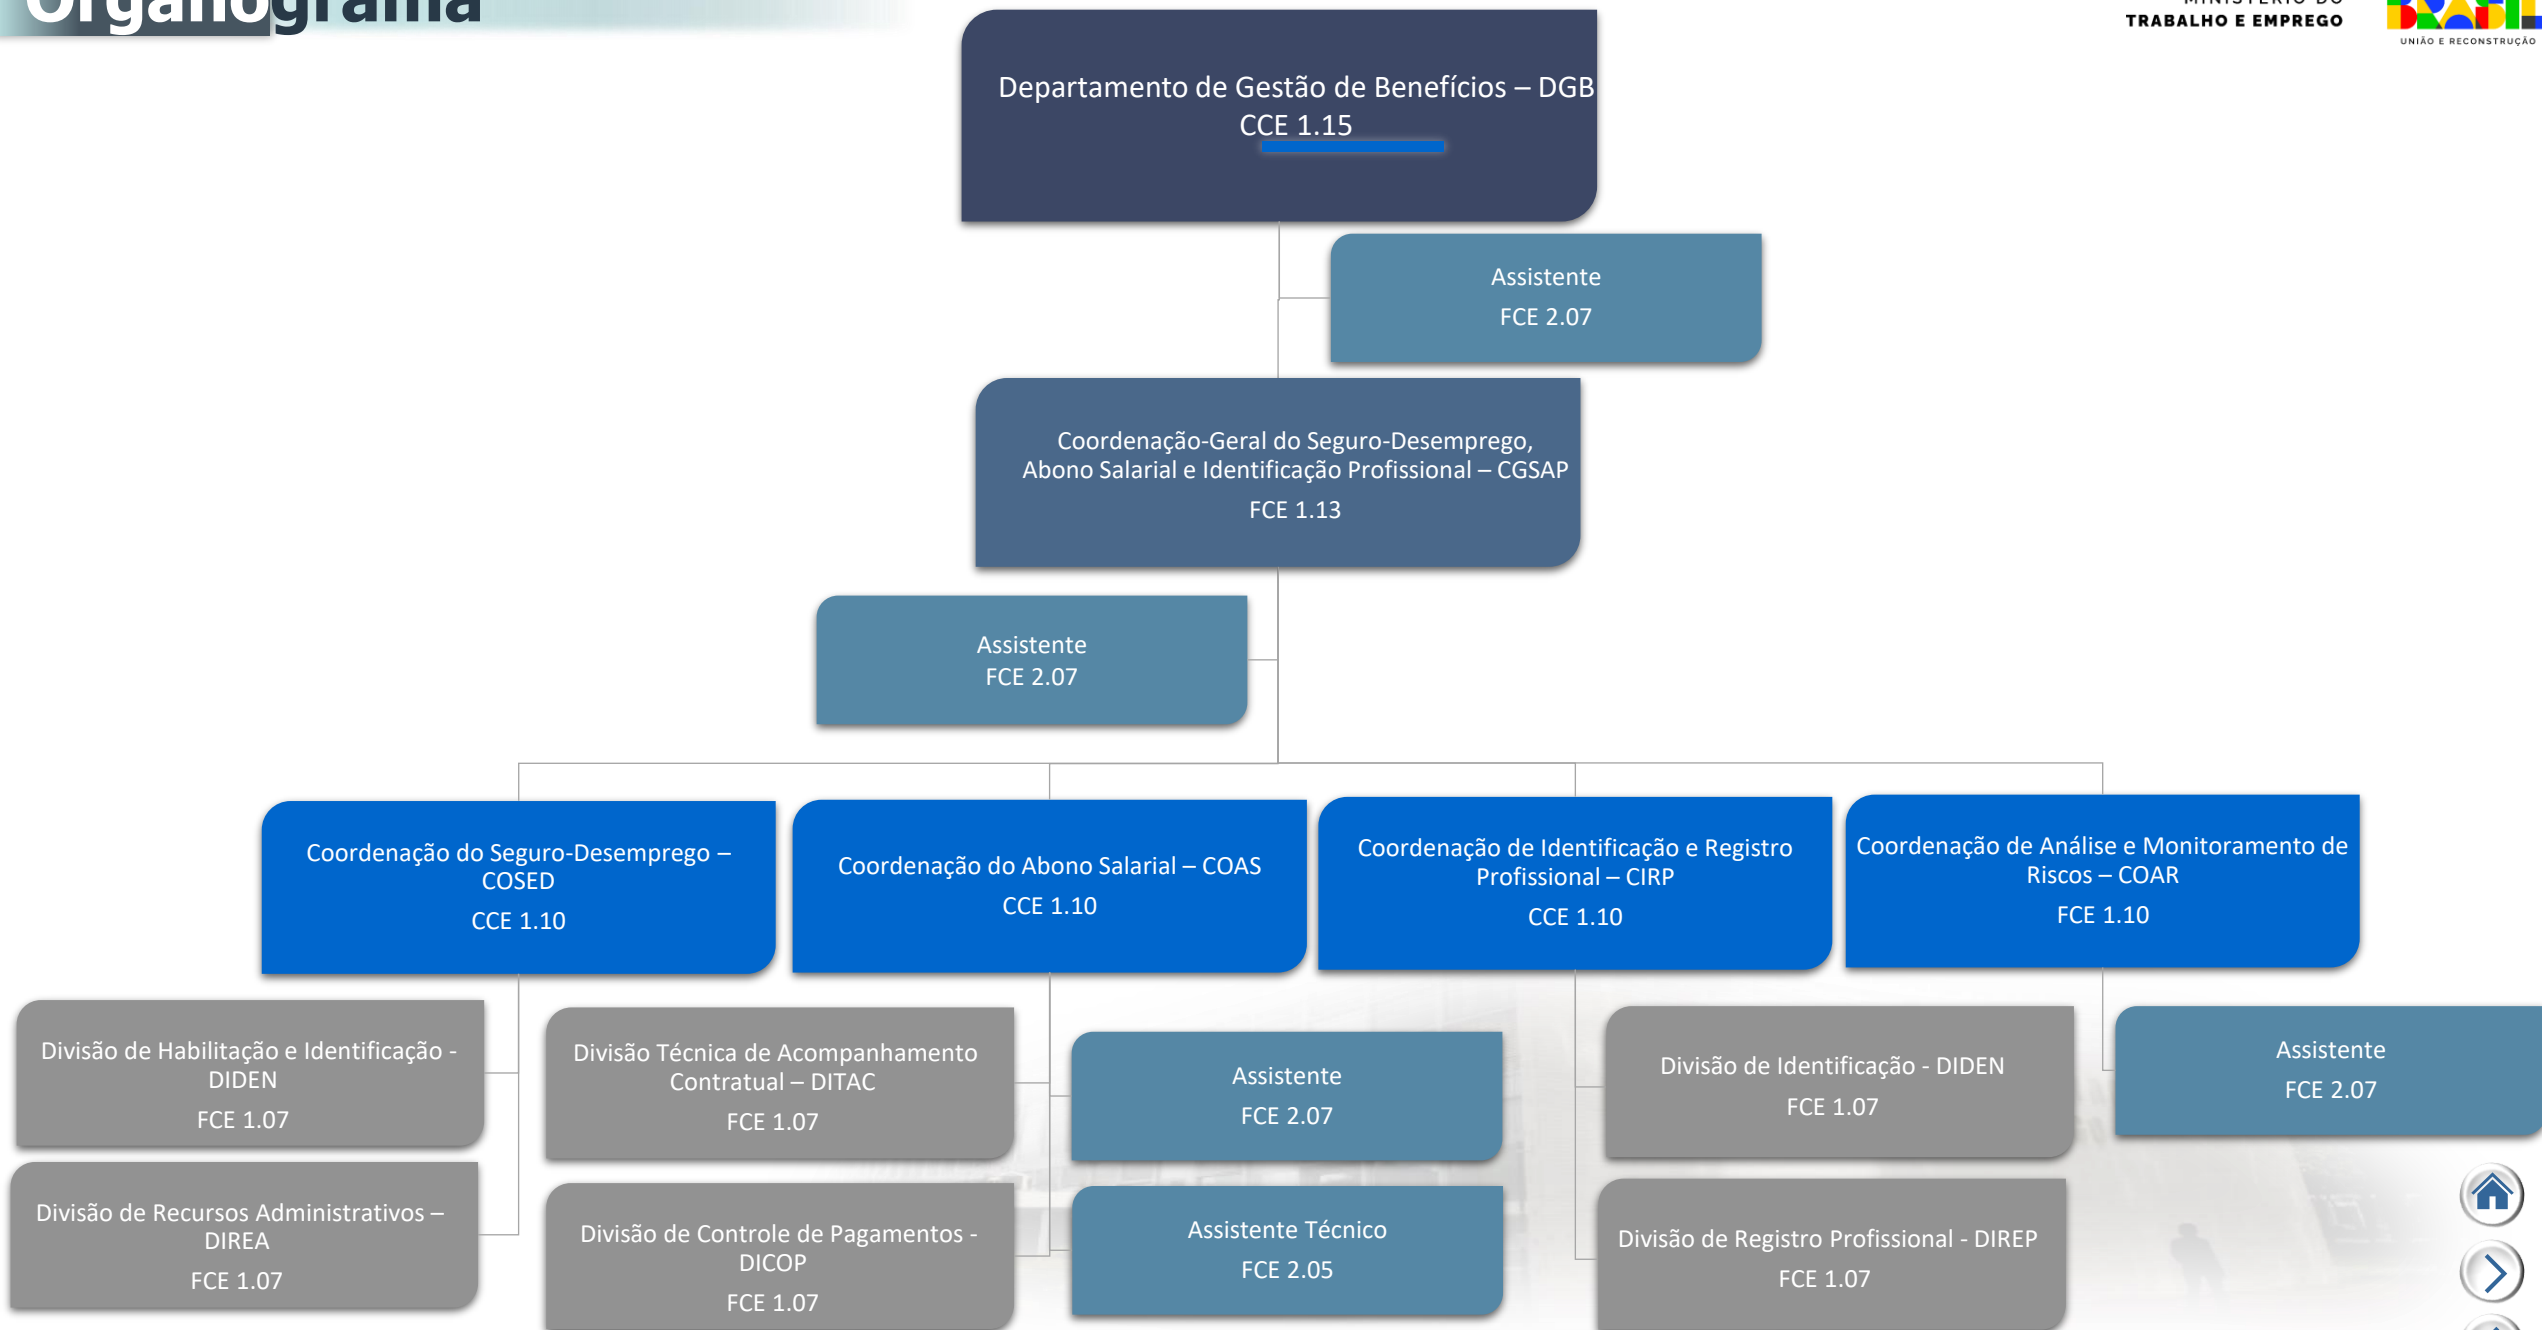 Organograma
MINISTÉRIO DO
TRABALHO E EMPREGO
BRASIL
UNIÃO E RECONSTRUÇÃO
Departamento de Gestão de Benefícios – DGB
CCE 1.15
Assistente
FCE 2.07
Coordenação-Geral do Seguro-Desemprego,
Abono Salarial e Identificação Profissional – CGSAP
FCE 1.13
Assistente
FCE 2.07
Coordenação do Seguro-Desemprego –
COSED
CCE 1.10
Coordenação do Abono Salarial – COAS
CCE 1.10
Coordenação de Identificação e Registro
Profissional – CIRP
CCE 1.10
Coordenação de Análise e Monitoramento de
Riscos – COAR
FCE 1.10
Divisão de Habilitação e Identificação -
DIDEN
FCE 1.07
Divisão de Recursos Administrativos –
DIREA
FCE 1.07
Divisão Técnica de Acompanhamento
Contratual – DITAC
FCE 1.07
Divisão de Controle de Pagamentos -
DICOP
FCE 1.07
Assistente
FCE 2.07
Assistente Técnico
FCE 2.05
Divisão de Identificação - DIDEN
FCE 1.07
Divisão de Registro Profissional - DIREP
FCE 1.07
Assistente
FCE 2.07